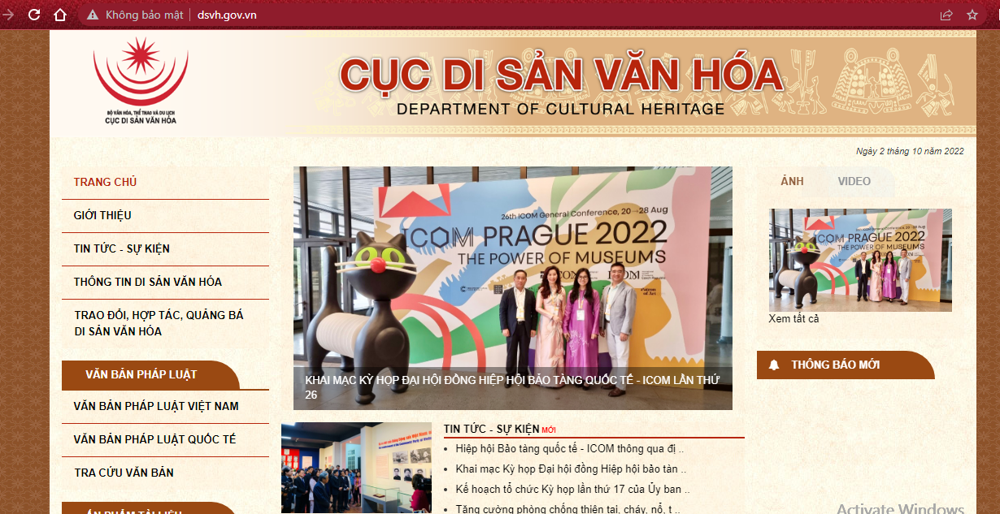 Không bảo mật
dsvh.gov.vn
BỘ VĂN HÓA, THỂ THAO VÀ DU LỊCH
CỤC DI SẢN VĂN HÓA
CỤC DI SẢN VĂN HÓA
DEPARTMENT OF CULTURAL HERITAGE
Ngày 2 tháng 10 năm 2022
TRANG CHỦ
GIỚI THIỆU
TIN TỨC - SỰ KIỆN
THÔNG TIN DI SẢN VĂN HÓA
TRAO ĐỔI, HỢP TÁC, QUẢNG BÁ
DI SẢN VĂN HÓA
VĂN BẢN PHÁP LUẬT
VĂN BẢN PHÁP LUẬT VIỆT NAM
VĂN BẢN PHÁP LUẬT QUỐC TẾ
TRA CỨU VĂN BẢN
ẤN PHẨM TÀI LIỆU
26th ICOM General Conference, 20—28 Aug
ICOM PRAGUE 2022
THE POWER OF MUSEUMS
KHAI MẠC KỲ HỌP ĐẠI HỘI ĐỒNG HIỆP HỘI BẢO TÀNG QUỐC TẾ - ICOM LẦN THỨ
26
TIN TỨC - SỰ KIỆN MỚI
Hiệp hội Bảo tàng quốc tế - ICOM thông qua đị ..
Khai mạc Kỳ họp Đại hội đồng Hiệp hội bảo tàn ..
Kế hoạch tổ chức Kỳ họp lần thứ 17 của Ủy ban ..
Tăng cường phòng chống thiên tai, cháy, nổ, t ..
ẢNH
VIDEO
ICOM PRAGUE 2022
THE POWER OF MUSEUMS
Xem tất cả
THÔNG BÁO MỚI
Activate Windows